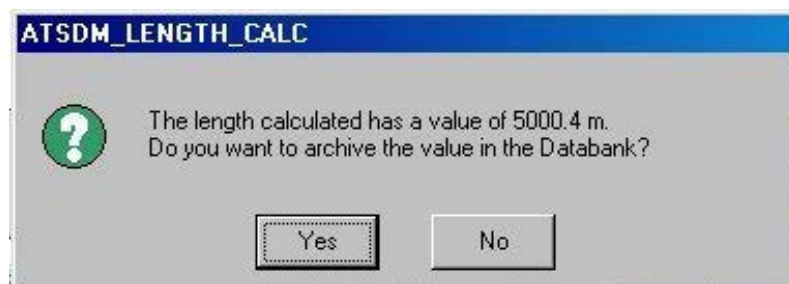 ATSDM_LENGTH_CALC
The length calculated has a value of 5000.4 m.
Do you want to archive the value in the Databank?
Yes No